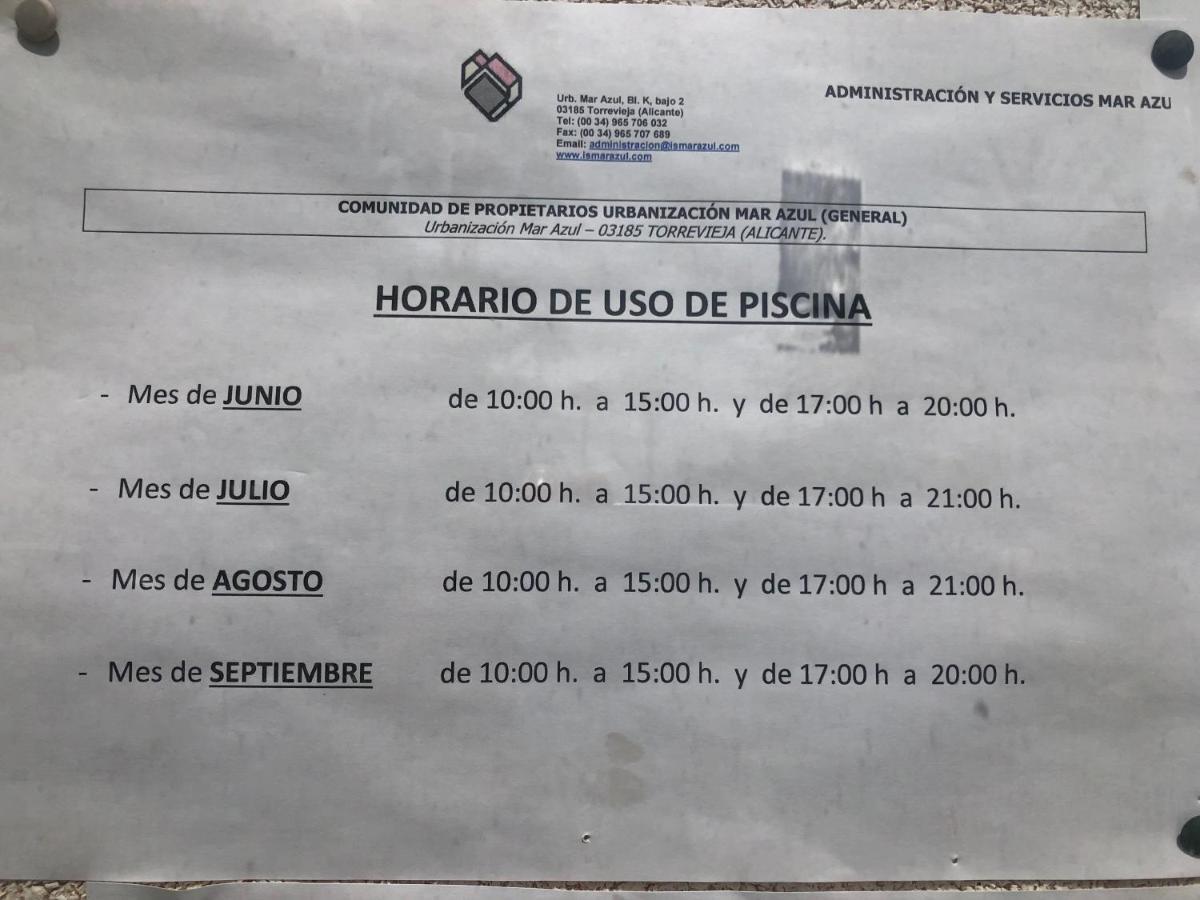 Urb. Mar Azul, Bl. K, bajo 2
03185 Torrevieja (Alicante)
Tel: (00 34) 965 706 032
Fax: (00 34) 965 707 689
Email: administracion@ismarazul.com
www.ismarazul.com
ADMINISTRACIÓN Y SERVICIOS MAR AZU
COMUNIDAD DE PROPIETARIOS URBANIZACIÓN MAR AZUL (GENERAL)
Urbanización Mar Azul – 03185 TORREVIEJA (ALICANTE).
HORARIO DE USO DE PISCINA
- Mes de JUNIO de 10:00 h. a 15:00 h. y de 17:00 h a 20:00 h.
- Mes de JULIO de 10:00 h. a 15:00 h. y de 17:00 h a 21:00 h.
- Mes de AGOSTO de 10:00 h. a 15:00 h. y de 17:00 h a 21:00 h.
- Mes de SEPTIEMBRE de 10:00 h. a 15:00 h. y de 17:00 h a 20:00 h.